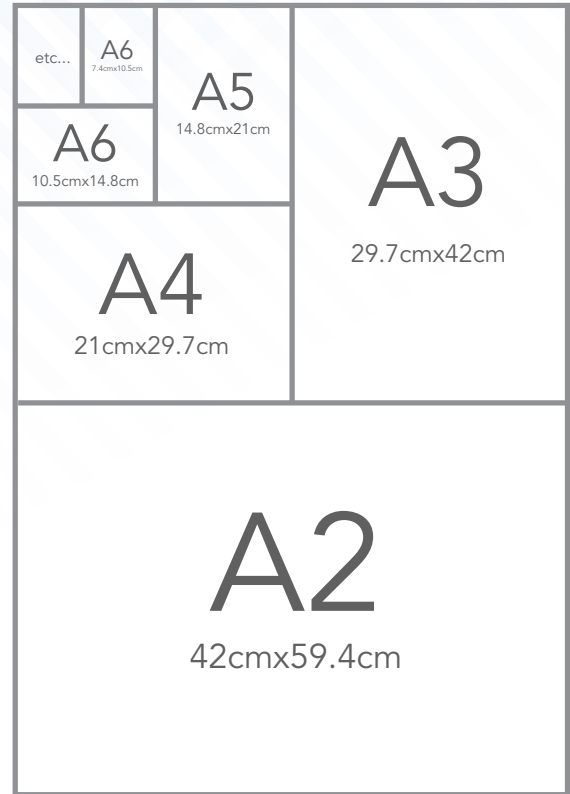 etc...
A6
7.4cmx10.5cm
A5
14.8cmx21cm
A6
10.5cmx14.8cm
A3
29.7cmx42cm
A4
21cmx29.7cm
A2
42cmx59.4cm